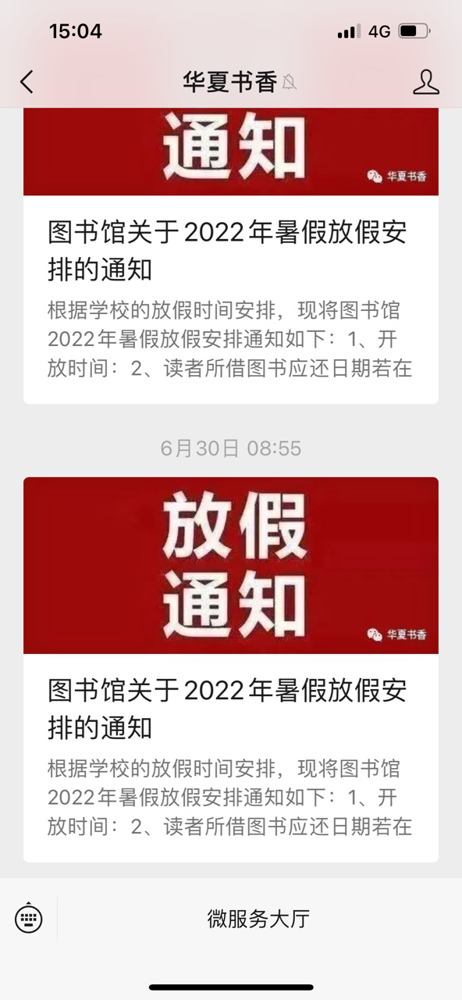 15:04
4G
华夏书香
通知
华夏书香
图书馆关于2022年暑假放假安
排的通知
根据学校的放假时间安排，现将图书馆
2022年暑假放假安排通知如下：1、开
放时间：2、读者所借图书应还日期若在
6月30日 08:55
放假
通知
华夏书香
图书馆关于2022年暑假放假安
排的通知
根据学校的放假时间安排，现将图书馆
2022年暑假放假安排通知如下：1、开
放时间：2、读者所借图书应还日期若在
微服务大厅